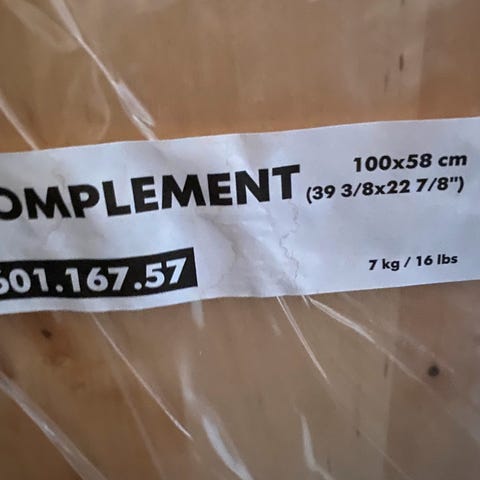 OMPLEMENT
100x58 cm
(39 3/8x22 7/8")
601.167.57
7 kg / 16 lbs